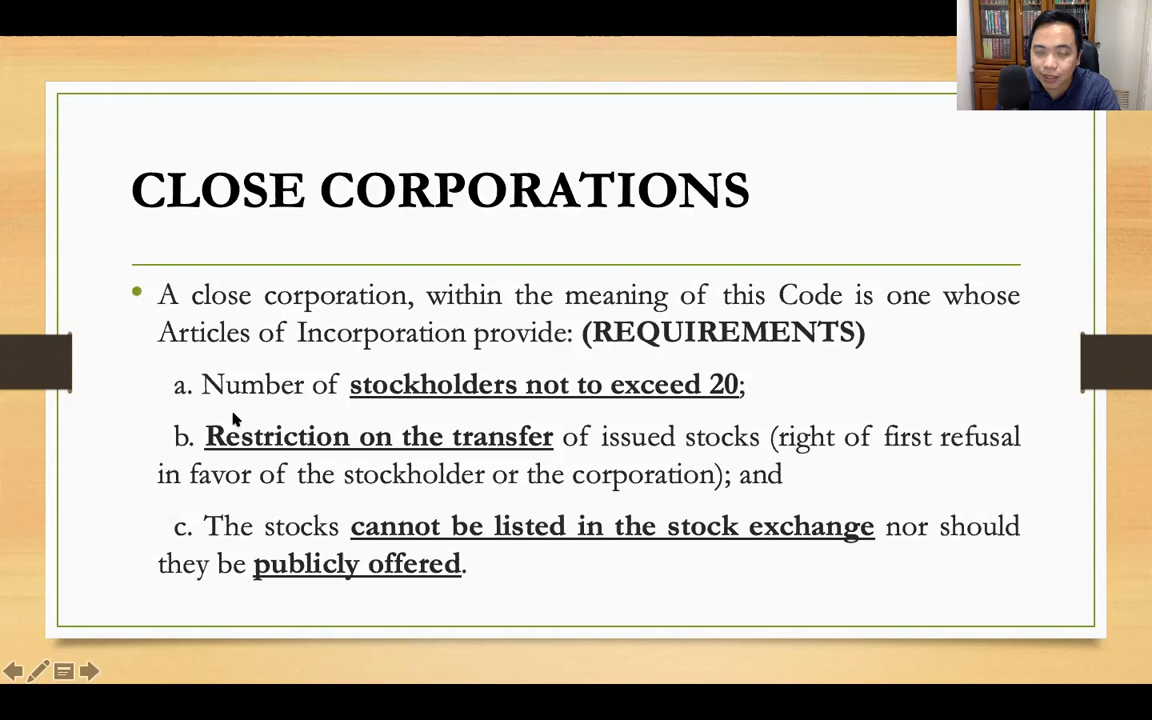 CLOSE CORPORATIONS
• A close corporation, within the meaning of this Code is one whose
Articles of Incorporation provide: (REQUIREMENTS)
a. Number of stockholders not to exceed 20;
b. Restriction on the transfer of issued stocks (right of first refusal
in favor of the stockholder or the corporation); and
c. The stocks cannot be listed in the stock exchange nor should
they be publicly offered.